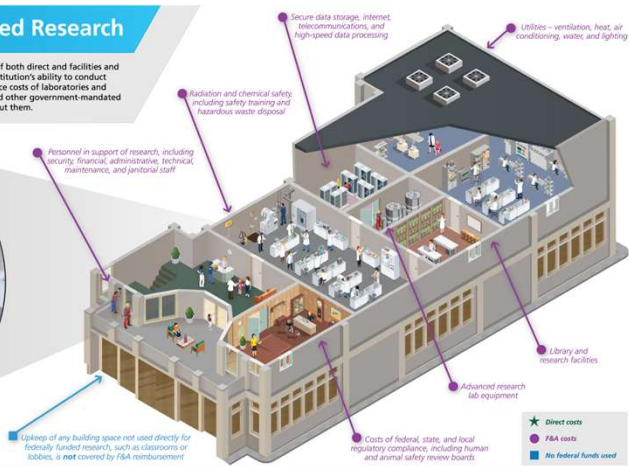 ed Research
f both direct and facilities and
titution's ability to conduct
ce costs of laboratories and
d other government-mandated
out them.
Secure data storage, internet,
telecommunications, and
high-speed data processing
Utilities – ventilation, heat, air
conditioning, water, and lighting
Radiation and chemical safety,
including safety training and
hazardous waste disposal
Personnel in support of research, including
security, financial, administrative, technical,
maintenance, and janitorial staff
Library and
research facilities
Advanced research
lab equipment
Costs of federal, state, and local
regulatory compliance, including human
and animal safety review boards
Upkeep of any building space not used directly for
federally funded research, such as classrooms or
lobbies, is not covered by F&A reimbursement
Direct costs
F&A costs
No federal funds used